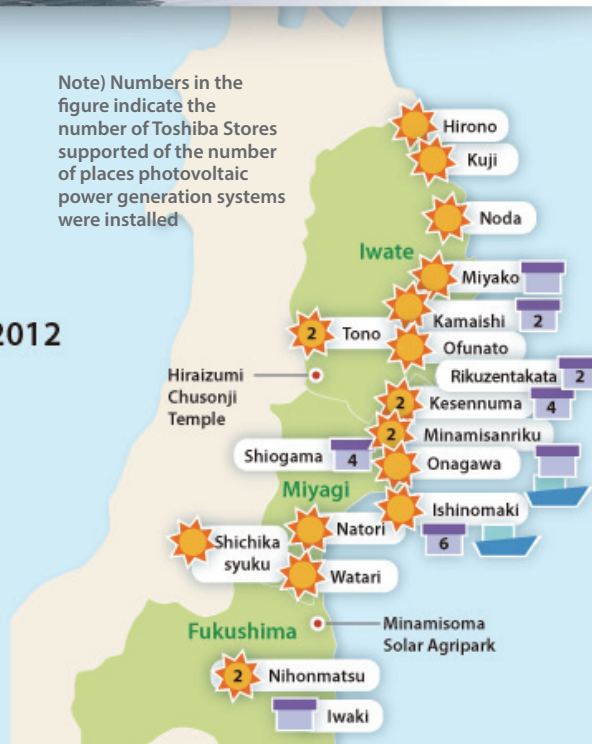 Note) Numbers in the
figure indicate the
number of Toshiba Stores
supported of the number
of places photovoltaic
power generation systems
were installed
2012
Hirono
Kuji
Noda
Iwate
Miyako
Kamaishi 2
2 Tono
Ofunato
Hiraizumi
Chusonji
Temple
Rikuzentakata 2
2 Kesennuma 4
2 Minamisanriku
Shiogama 4
Onagawa
Miyagi
Ishinomaki
6
Natori
Shichika
syuku
Watari
Fukushima
Minamisoma
Solar Agripark
2 Nihonmatsu
Iwaki